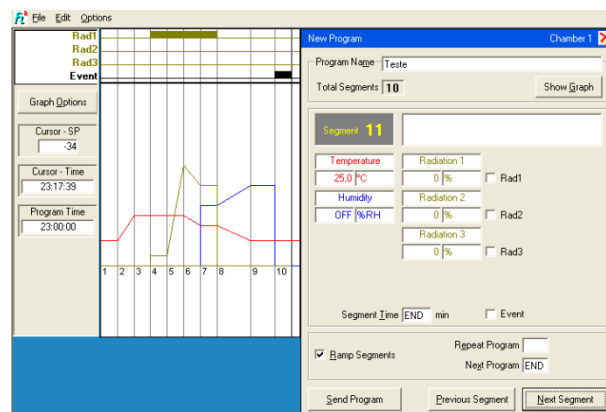 File Edit Options
Rad1
Rad2
Rad3
Event
Graph Options
Cursor - SP
-34
Cursor - Time
23:17:39
Program Time
23:00:00
1 2 3 4 5 6 7 8 9 10
New Program Chamber 1
Program Name Teste
Total Segments 10 Show Graph
Segment 11
Temperature Radiation 1
25,0 °C 0 % Rad1
Humidity Radiation 2
OFF %RH 0 % Rad2
Radiation 3
0 % Rad3
Segment Time END min Event
Ramp Segments
Repeat Program
Next Program END
Send Program Previous Segment Next Segment